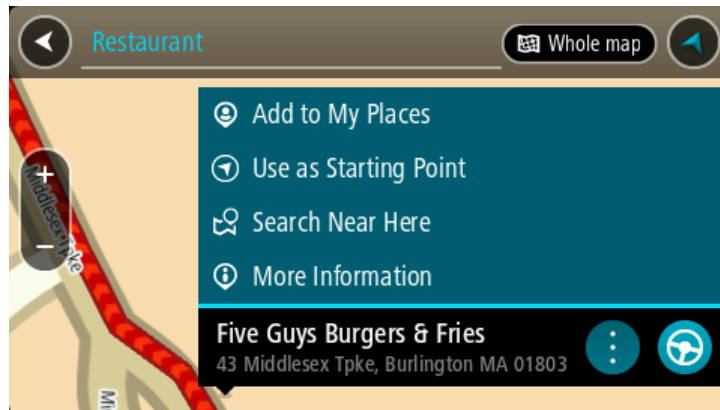 Restaurant
Whole map
Add to My Places
Use as Starting Point
Search Near Here
More Information
Five Guys Burgers & Fries
43 Middlesex Tpke, Burlington MA 01803
+
Middlesex Tpke
−
Mi